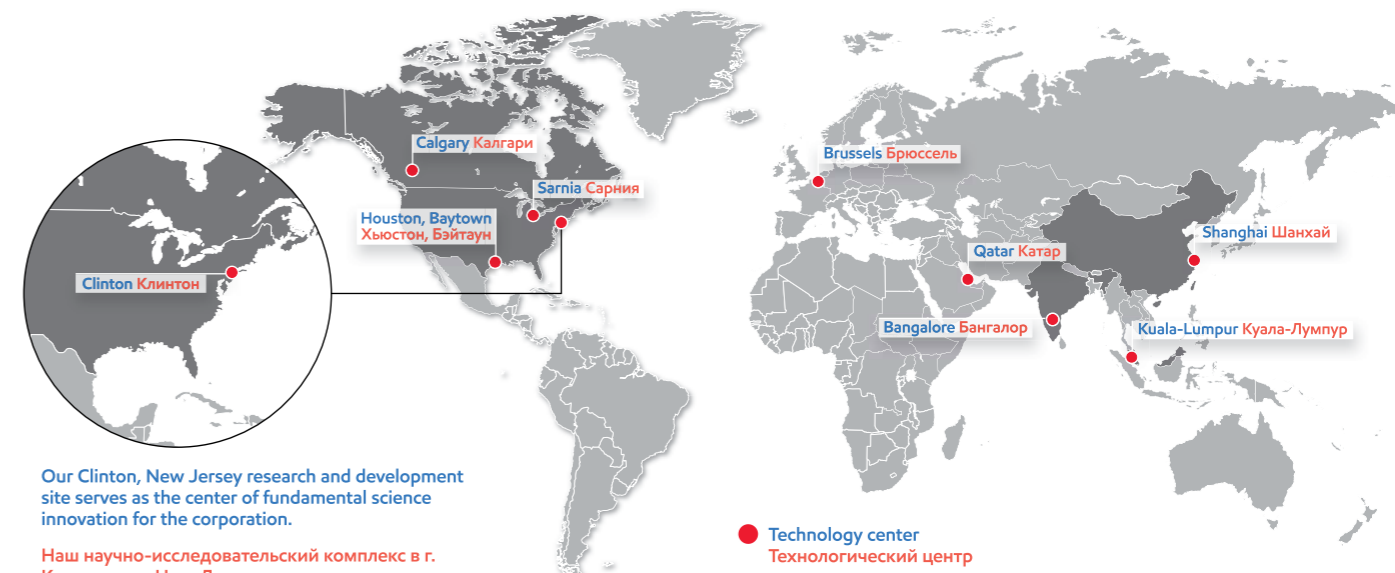 Calgary Калгари
Sarnia Сарния
Houston, Baytown
Хьюстон, Бэйтаун
Clinton Клинтон
Brussels Брюссель
Qatar Катар
Shanghai Шанхай
Bangalore Бангалор
Kuala-Lumpur Куала-Лумпур
Our Clinton, New Jersey research and development
site serves as the center of fundamental science
innovation for the corporation.
Наш научно-исследовательский комплекс в г.
Technology center
Технологический центр